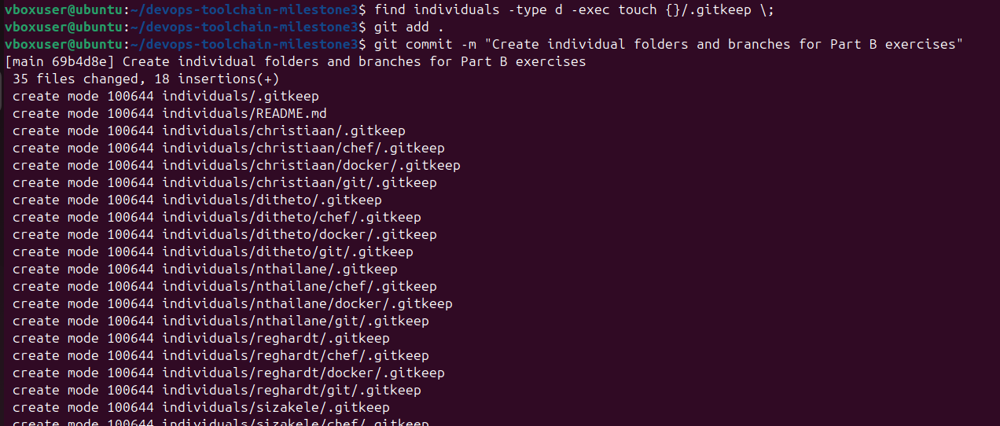 vboxuser@ubuntu:~/devops-toolchain-milestone3$ find individuals -type d -exec touch {}/.gitkeep \;
vboxuser@ubuntu:~/devops-toolchain-milestone3$ git add .
vboxuser@ubuntu:~/devops-toolchain-milestone3$ git commit -m "Create individual folders and branches for Part B exercises"
[main 69b4d8e] Create individual folders and branches for Part B exercises
 35 files changed, 18 insertions(+)
 create mode 100644 individuals/.gitkeep
 create mode 100644 individuals/README.md
 create mode 100644 individuals/christiaan/.gitkeep
 create mode 100644 individuals/christiaan/chef/.gitkeep
 create mode 100644 individuals/christiaan/docker/.gitkeep
 create mode 100644 individuals/christiaan/git/.gitkeep
 create mode 100644 individuals/ditheto/.gitkeep
 create mode 100644 individuals/ditheto/chef/.gitkeep
 create mode 100644 individuals/ditheto/docker/.gitkeep
 create mode 100644 individuals/ditheto/git/.gitkeep
 create mode 100644 individuals/nthailane/.gitkeep
 create mode 100644 individuals/nthailane/chef/.gitkeep
 create mode 100644 individuals/nthailane/docker/.gitkeep
 create mode 100644 individuals/nthailane/git/.gitkeep
 create mode 100644 individuals/reghardt/.gitkeep
 create mode 100644 individuals/reghardt/chef/.gitkeep
 create mode 100644 individuals/reghardt/docker/.gitkeep
 create mode 100644 individuals/reghardt/git/.gitkeep
 create mode 100644 individuals/sizakele/.gitkeep
 create mode 100644 individuals/sizakele/chef/.gitkeep